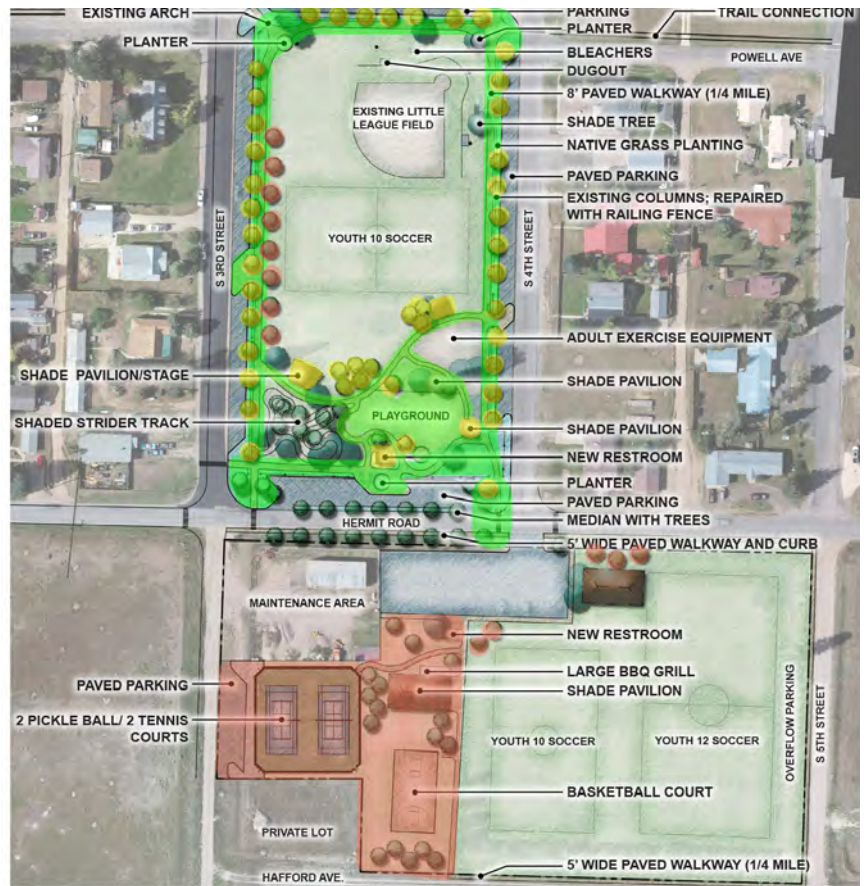 EXISTING ARCH
PARKING
TRAIL CONNECTION
PLANTER
PLANTER
BLEACHERS
POWELL AVE
DUGOUT
8' PAVED WALKWAY (1/4 MILE)
EXISTING LITTLE
LEAGUE FIELD
SHADE TREE
NATIVE GRASS PLANTING
PAVED PARKING
EXISTING COLUMNS; REPAIRED
WITH RAILING FENCE
S 3RD STREET
YOUTH 10 SOCCER
S 4TH STREET
ADULT EXERCISE EQUIPMENT
SHADE PAVILION/STAGE
SHADE PAVILION
SHADED STRIDER TRACK
PLAYGROUND
SHADE PAVILION
NEW RESTROOM
PLANTER
PAVED PARKING
HERMIT ROAD
MEDIAN WITH TREES
5' WIDE PAVED WALKWAY AND CURB
MAINTENANCE AREA
NEW RESTROOM
LARGE BBQ GRILL
PAVED PARKING
SHADE PAVILION
2 PICKLE BALL/ 2 TENNIS
COURTS
YOUTH 10 SOCCER
YOUTH 12 SOCCER
OVERFLOW PARKING
S 5TH STREET
BASKETBALL COURT
PRIVATE LOT
5' WIDE PAVED WALKWAY (1/4 MILE)
HAFFORD AVE.